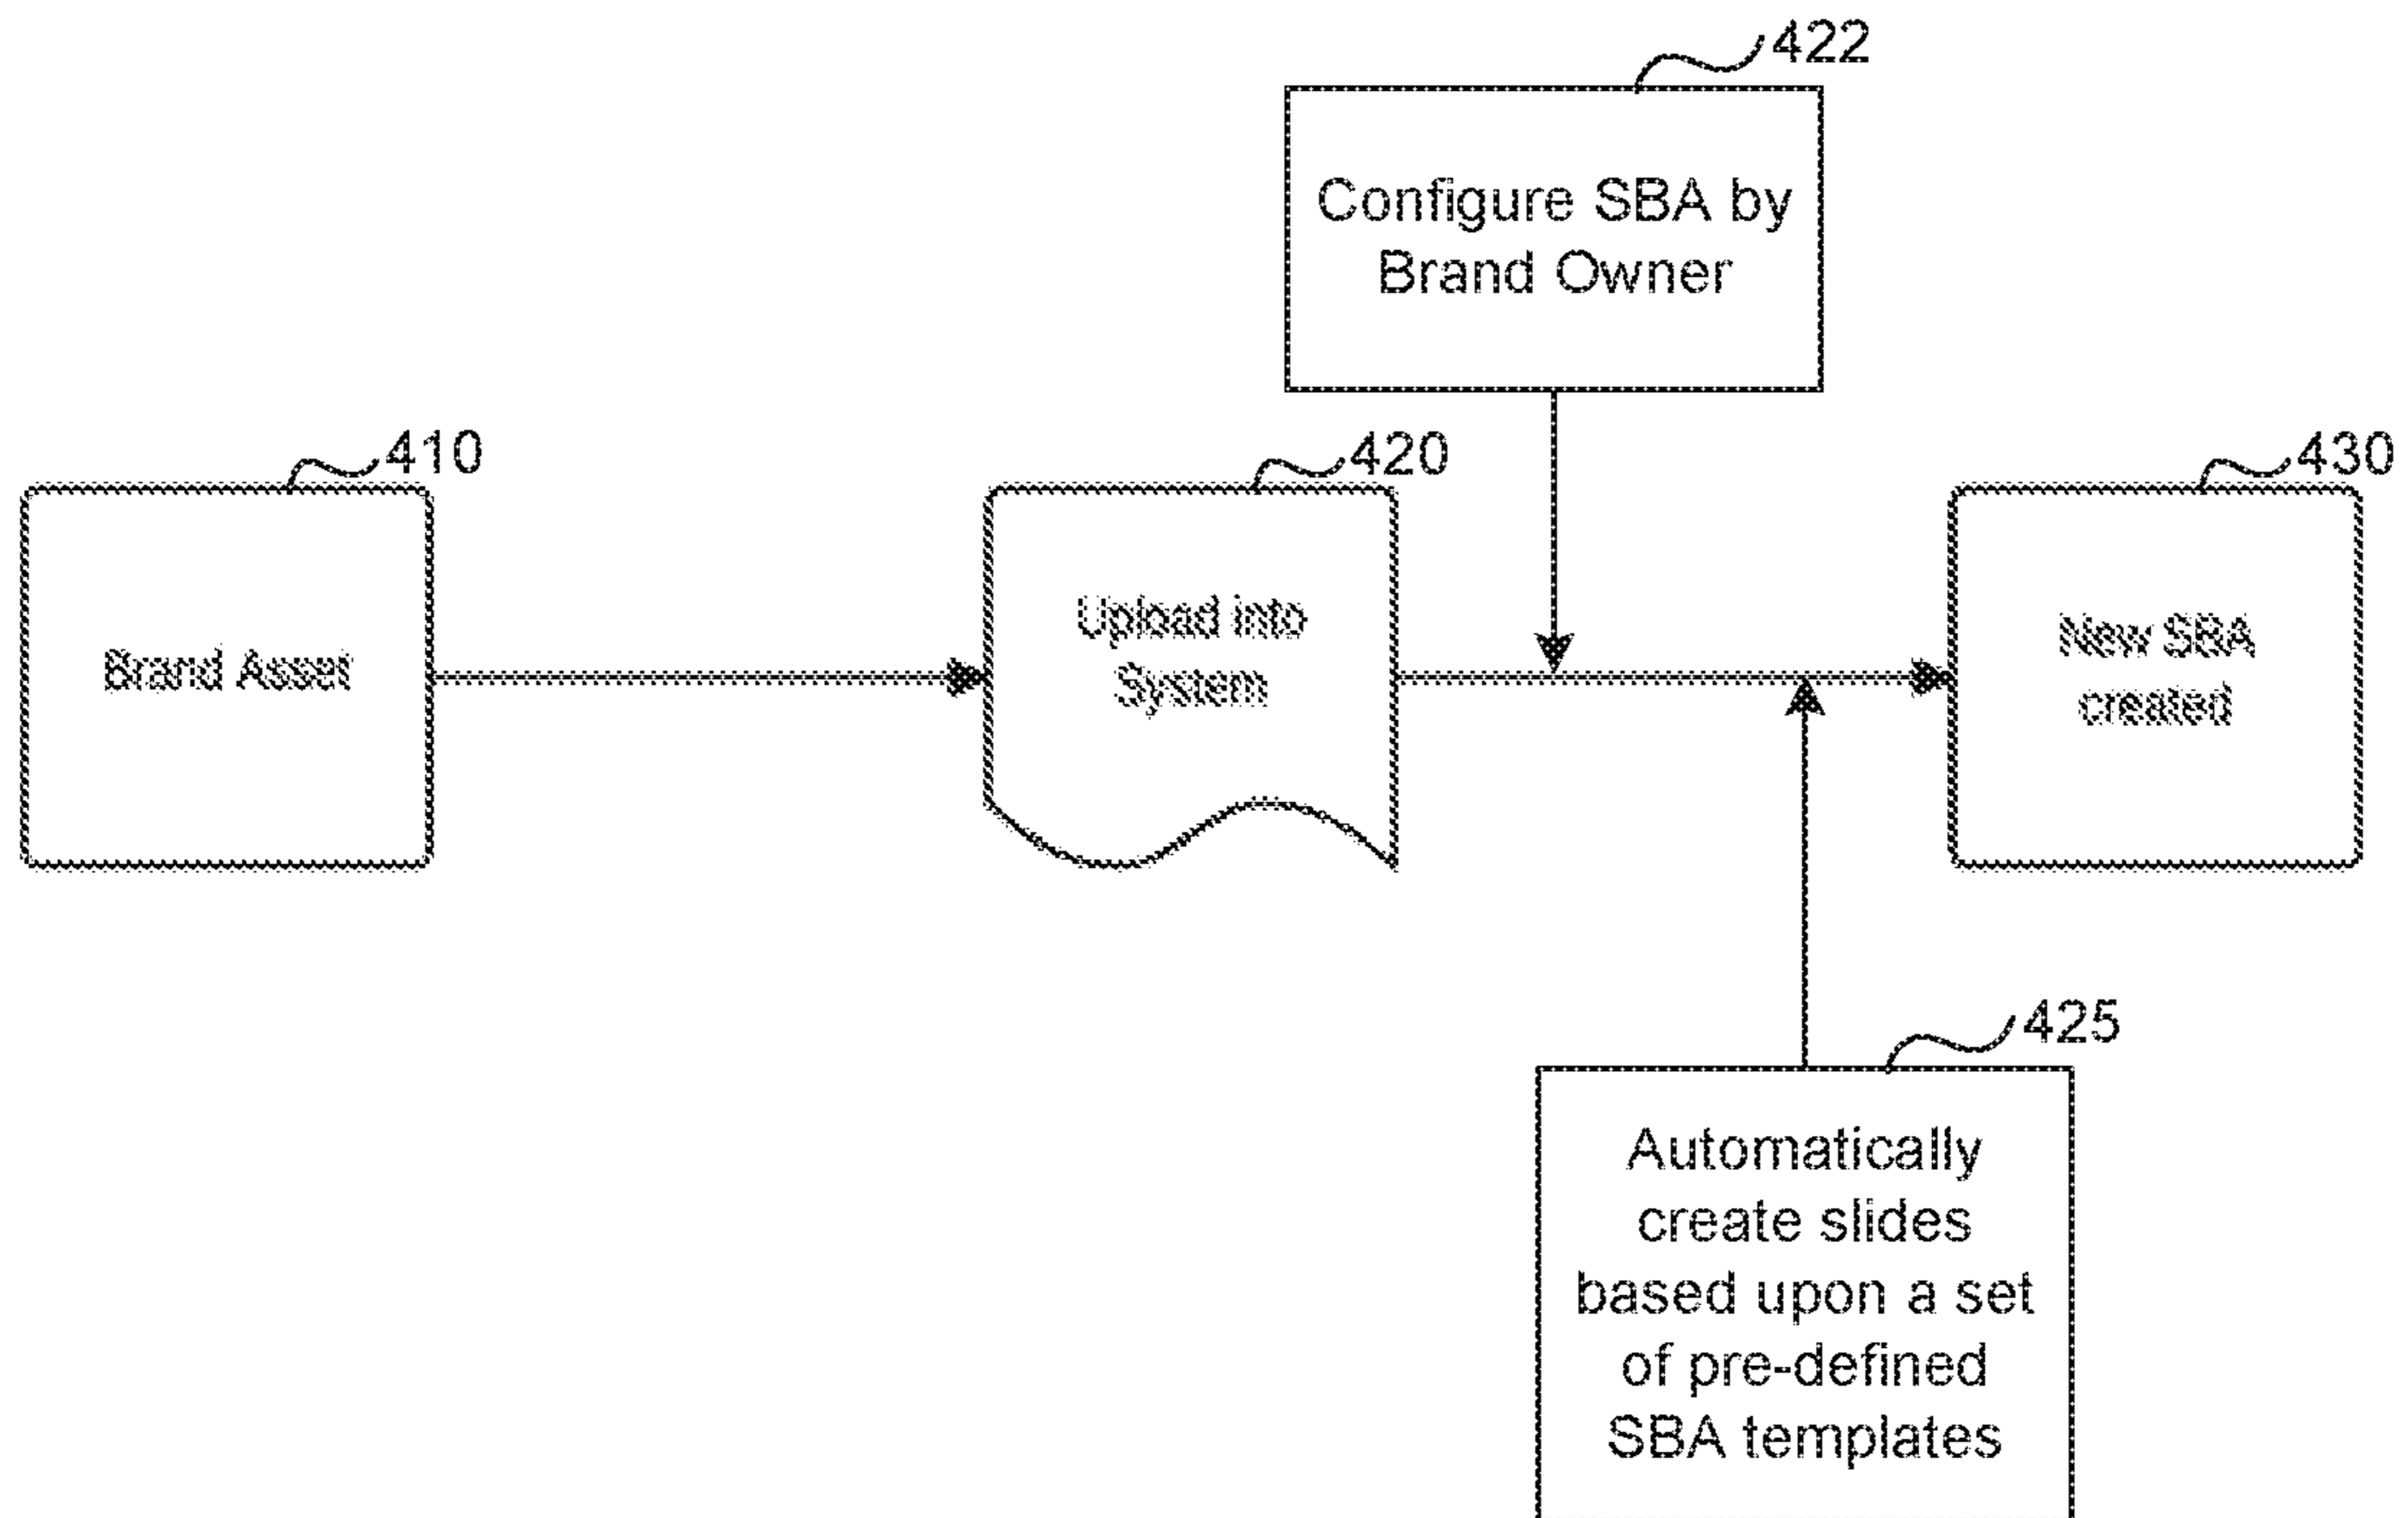 422
Configure SBA by
Brand Owner
410
420
430
Brand Asset
Upload into
System
New SBA
created
425
Automatically
create slides
based upon a set
of pre-defined
SBA templates